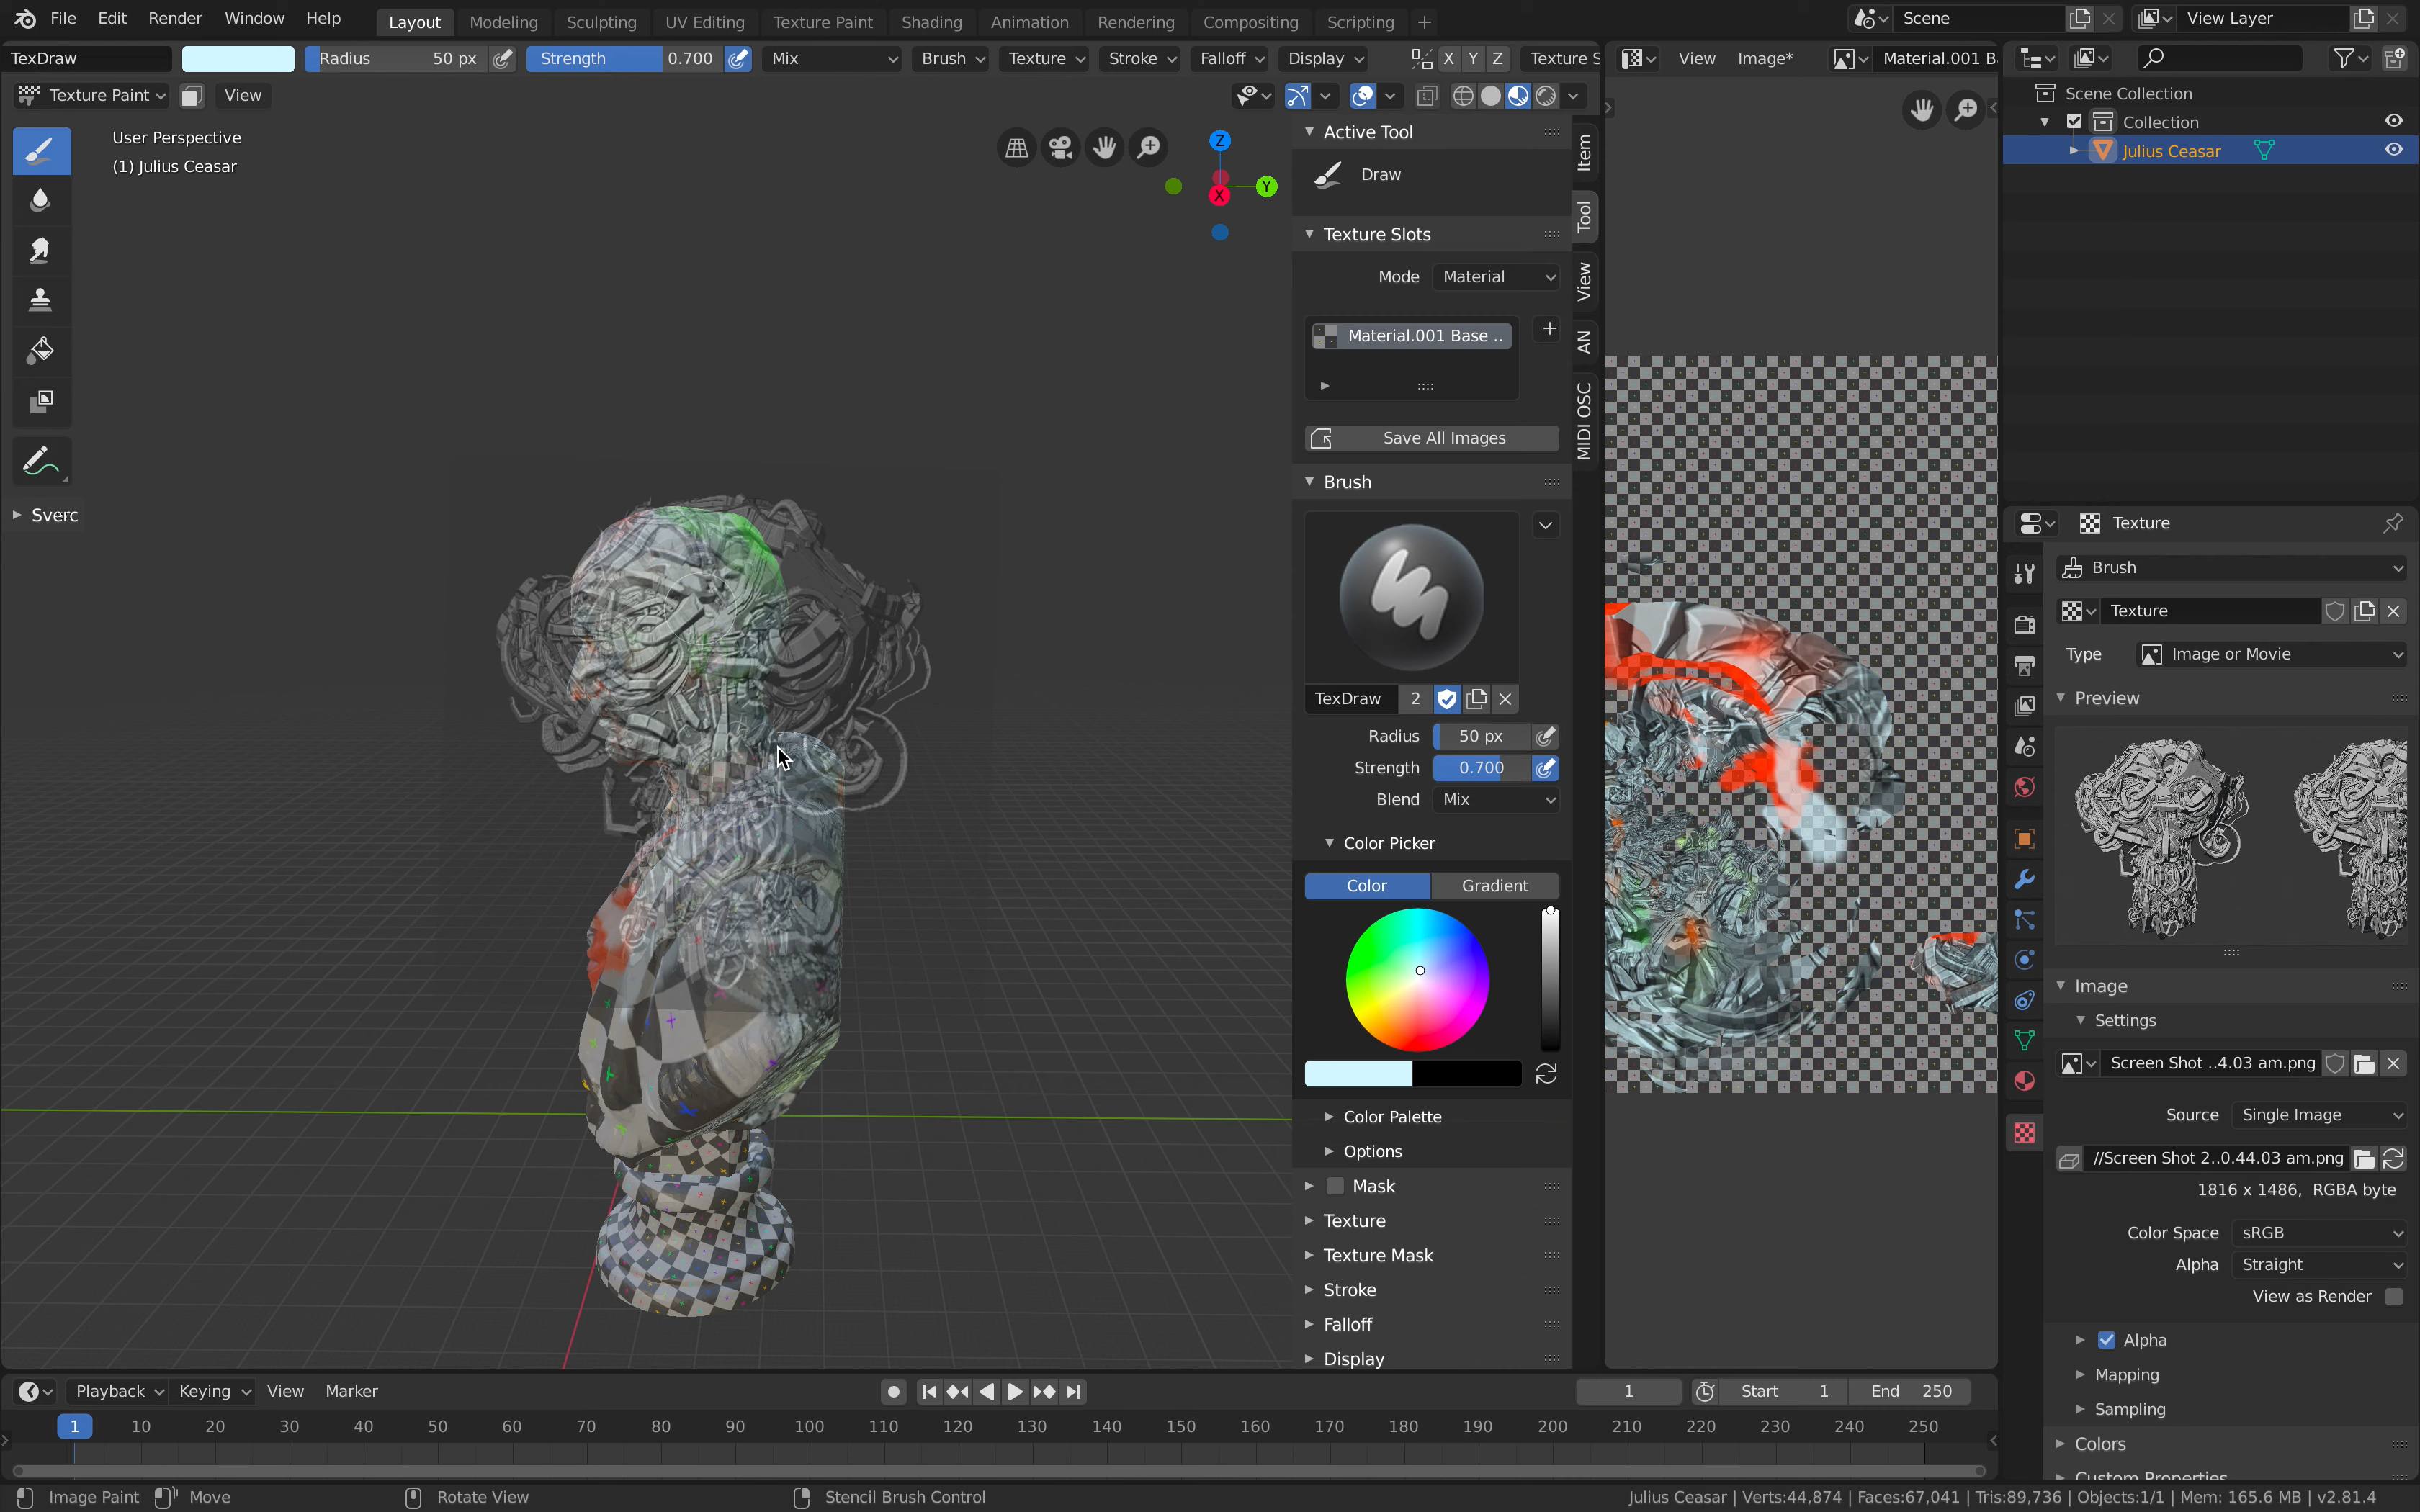 File Edit Render Window Help Layout Modeling Sculpting UV Editing Texture Paint Shading Animation Rendering Compositing Scripting + Scene View Layer
TexDraw Radius 50 px Strength 0.700 Mix Brush Texture Stroke Falloff Display X Y Z Texture S View Image* Material.001 B
Texture Paint View
User Perspective
(1) Julius Ceasar
Z
Y
X
Active Tool
Draw
Texture Slots
Mode Material
Material.001 Base ..
Save All Images
Brush
TexDraw 2
Radius 50 px
Strength 0.700
Blend Mix
Color Picker
Color Gradient
Color Palette
Options
Mask
Texture
Texture Mask
Stroke
Falloff
Display
Item
Tool
View
AN
MIDI OSC
Scene Collection
Collection
Julius Ceasar
Texture
Brush
Texture
Type Image or Movie
Preview
Image
Settings
Screen Shot ..4.03 am.png
Source Single Image
//Screen Shot 2..0.44.03 am.png
1816 x 1486, RGBA byte
Color Space sRGB
Alpha Straight
View as Render
Alpha
Mapping
Sampling
Colors
Custom Properties
Playback Keying View Marker 1 Start 1 End 250
1 10 20 30 40 50 60 70 80 90 100 110 120 130 140 150 160 170 180 190 200 210 220 230 240 250
Image Paint Move Rotate View Stencil Brush Control Julius Ceasar | Verts:44,874 | Faces:67,041 | Tris:89,736 | Objects:1/1 | Mem: 165.6 MB | v2.81.4